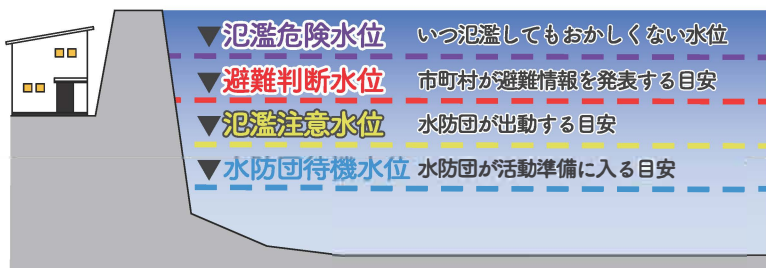 ▼氾濫危険水位 いつ氾濫してもおかしくない水位
▼避難判断水位 市町村が避難情報を発表する目安
▼氾濫注意水位 水防団が出動する目安
▼水防団待機水位 水防団が活動準備に入る目安